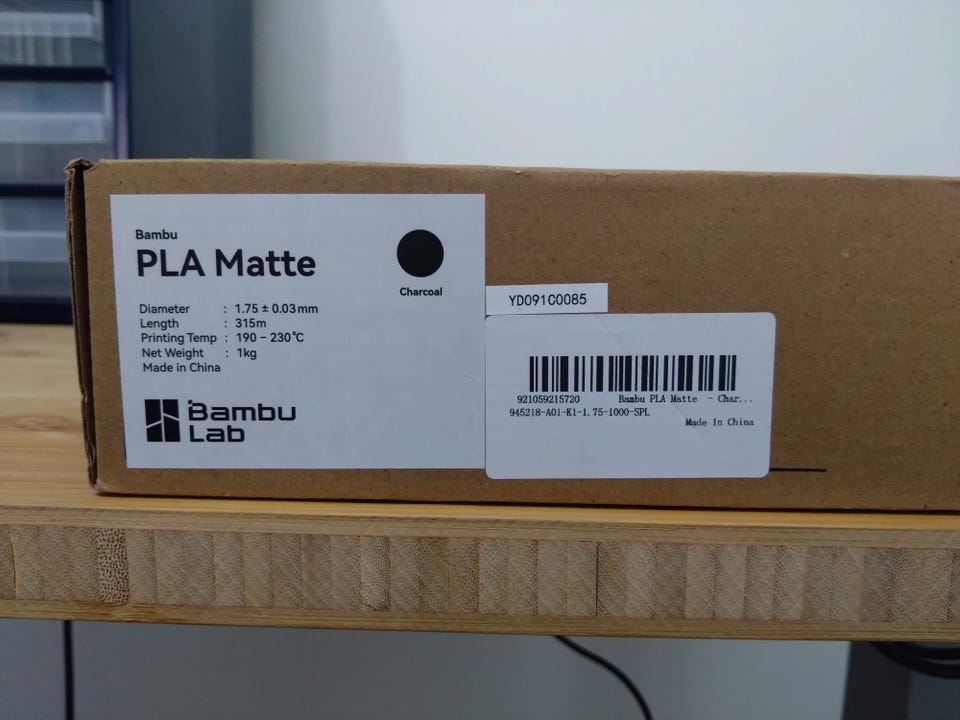 Bambu
PLA Matte
Charcoal
Diameter : 1.75 ± 0.03 mm
Length : 315m
Printing Temp : 190 – 230℃
Net Weight : 1kg
Made in China
Bambu
Lab
YD091C0085
921059215720 Bambu PLA Matte - Char...
945218-A01-K1-1.75-1000-SPL
Made In China